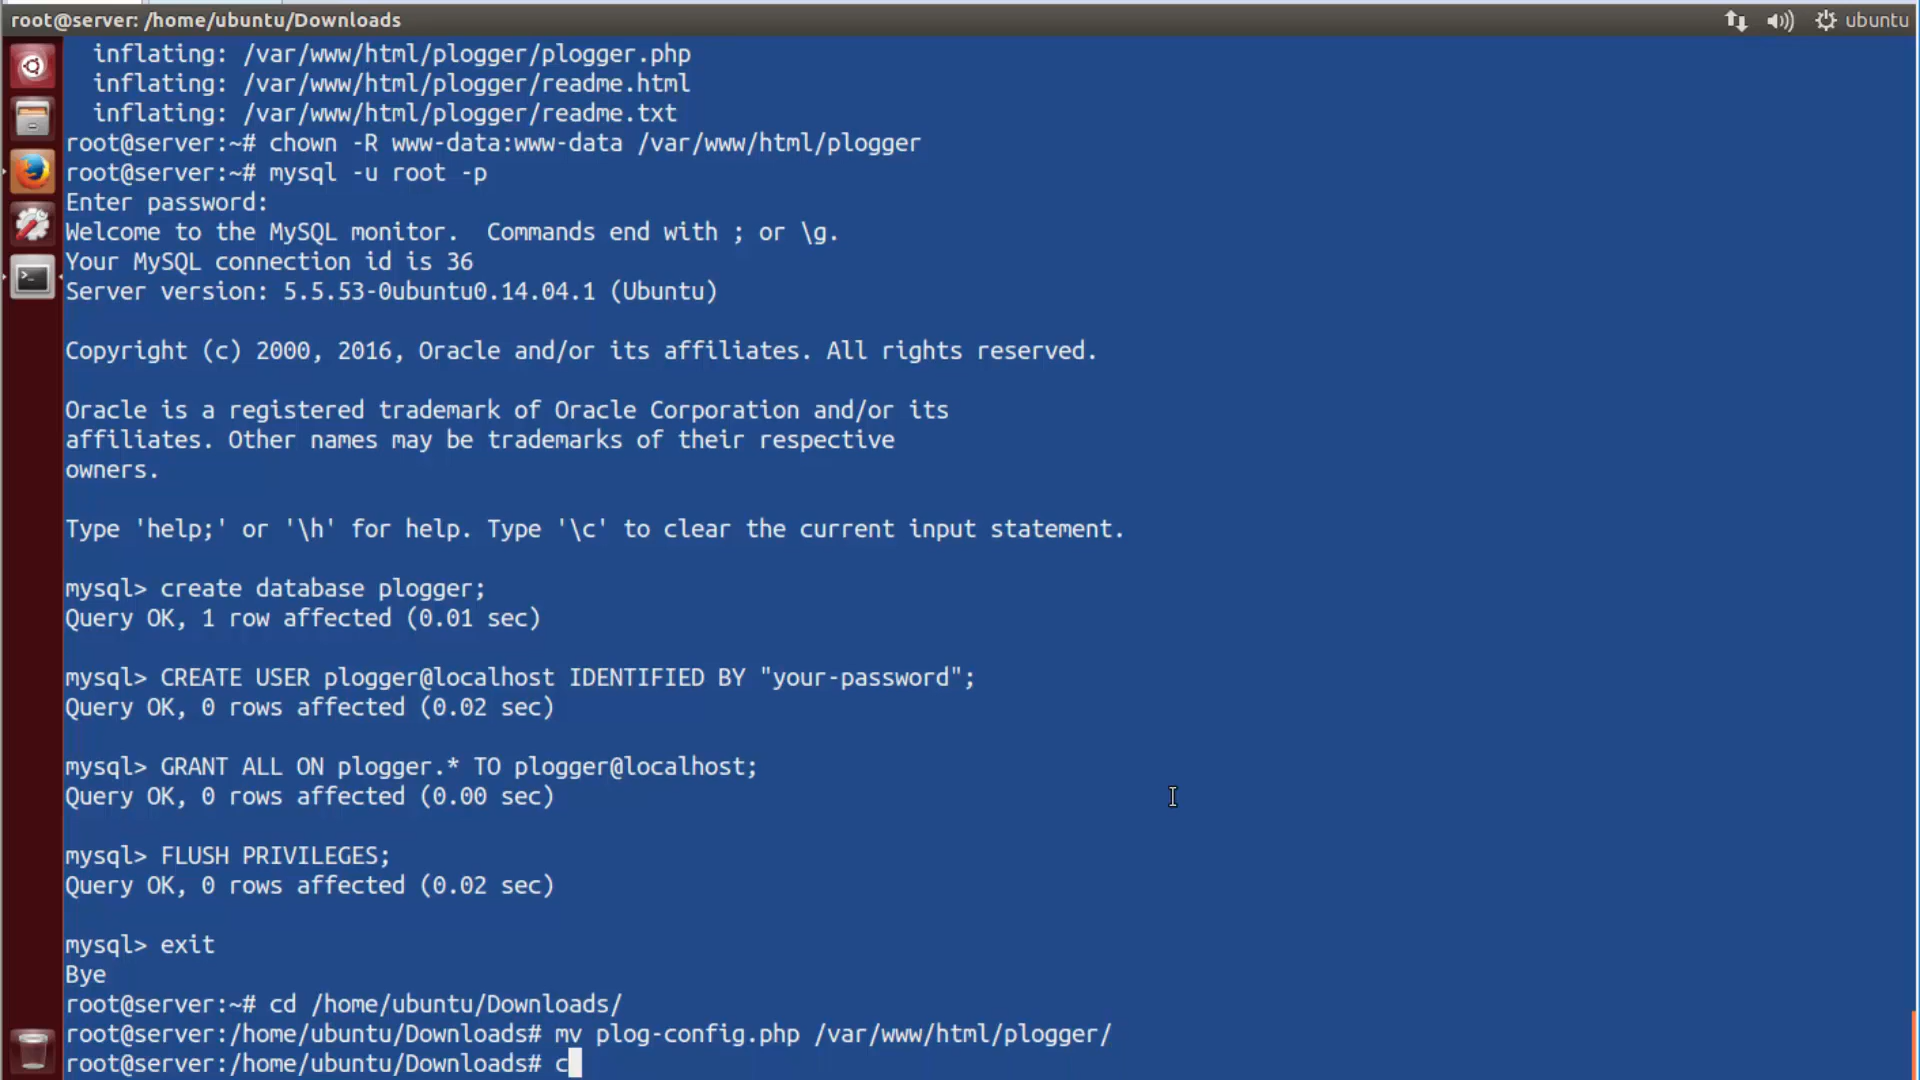 root@server: /home/ubuntu/Downloads
ubuntu
inflating: /var/www/html/plogger/plogger.php
inflating: /var/www/html/plogger/readme.html
inflating: /var/www/html/plogger/readme.txt
root@server:~# chown -R www-data:www-data /var/www/html/plogger
root@server:~# mysql -u root -p
Enter password:
Welcome to the MySQL monitor.  Commands end with ; or \g.
Your MySQL connection id is 36
Server version: 5.5.53-0ubuntu0.14.04.1 (Ubuntu)
Copyright (c) 2000, 2016, Oracle and/or its affiliates. All rights reserved.
Oracle is a registered trademark of Oracle Corporation and/or its
affiliates. Other names may be trademarks of their respective
owners.
Type 'help;' or '\h' for help. Type '\c' to clear the current input statement.
mysql> create database plogger;
Query OK, 1 row affected (0.01 sec)
mysql> CREATE USER plogger@localhost IDENTIFIED BY "your-password";
Query OK, 0 rows affected (0.02 sec)
mysql> GRANT ALL ON plogger.* TO plogger@localhost;
Query OK, 0 rows affected (0.00 sec)
mysql> FLUSH PRIVILEGES;
Query OK, 0 rows affected (0.02 sec)
mysql> exit
Bye
root@server:~# cd /home/ubuntu/Downloads/
root@server:/home/ubuntu/Downloads# mv plog-config.php /var/www/html/plogger/
root@server:/home/ubuntu/Downloads# c